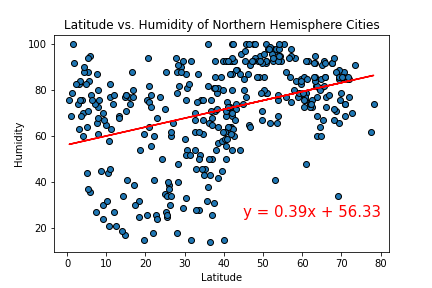 Latitude vs. Humidity of Northern Hemisphere Cities
100
80
60
40
20
Humidity
y = 0.39x + 56.33
0 10 20 30 40 50 60 70 80
Latitude